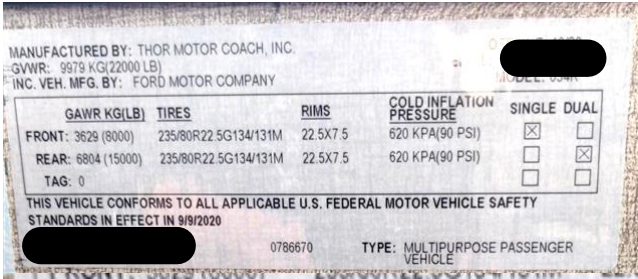 MANUFACTURED BY: THOR MOTOR COACH, INC.
GVWR: 9979 KG(22000 LB)
INC. VEH. MFG. BY: FORD MOTOR COMPANY
MODEL:
GAWR KG(LB) TIRES RIMS COLD INFLATION PRESSURE SINGLE DUAL
FRONT: 3629 (8000) 235/80R22.5G134/131M 22.5X7.5 620 KPA(90 PSI) ☒ ☐
REAR: 6804 (15000) 235/80R22.5G134/131M 22.5X7.5 620 KPA(90 PSI) ☐ ☒
TAG: 0 ☐ ☐
THIS VEHICLE CONFORMS TO ALL APPLICABLE U.S. FEDERAL MOTOR VEHICLE SAFETY
STANDARDS IN EFFECT IN 9/9/2020
0786670 TYPE: MULTIPURPOSE PASSENGER
VEHICLE